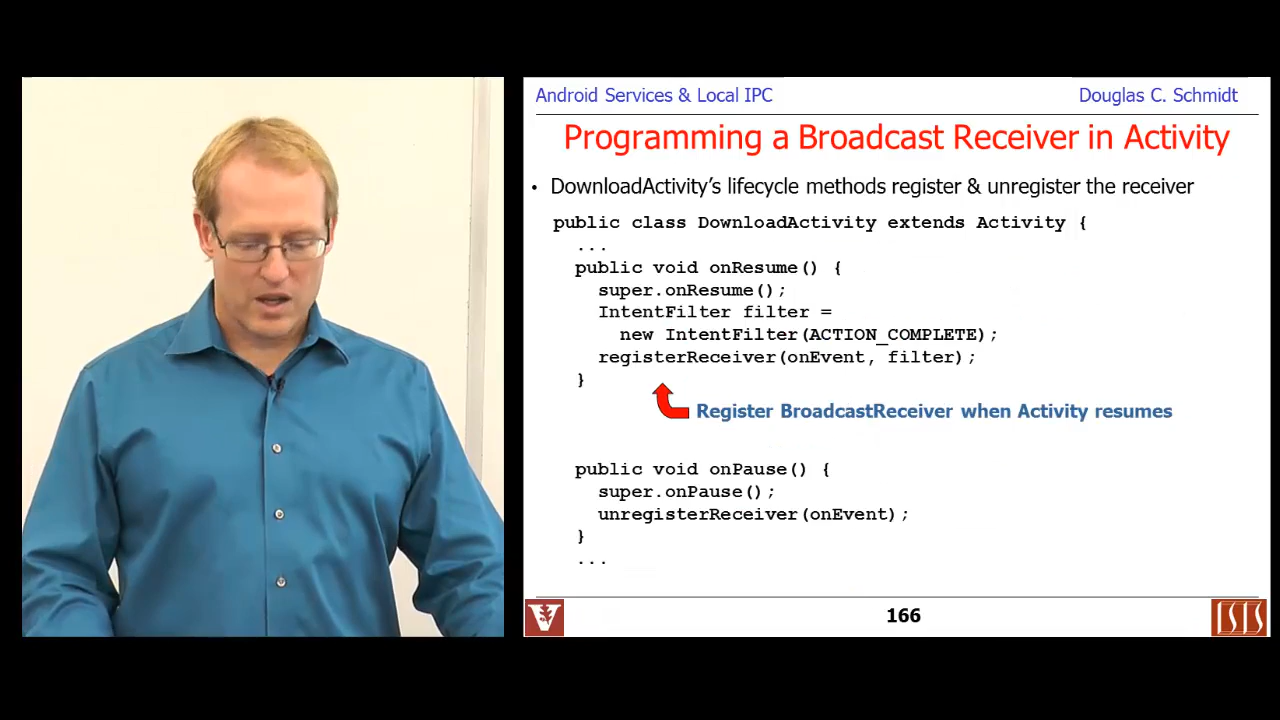 Android Services & Local IPC
Douglas C. Schmidt
Programming a Broadcast Receiver in Activity
• DownloadActivity's lifecycle methods register & unregister the receiver
public class DownloadActivity extends Activity {
...
public void onResume() {
super.onResume();
IntentFilter filter =
new IntentFilter(ACTION_COMPLETE);
registerReceiver(onEvent, filter);
}
Register BroadcastReceiver when Activity resumes
public void onPause() {
super.onPause();
unregisterReceiver(onEvent);
}
...
V
166
ISIS